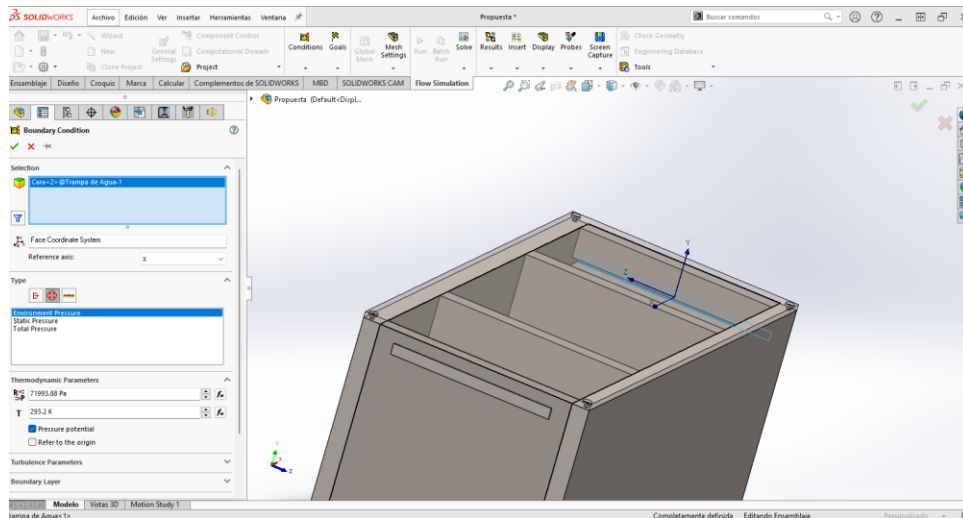 SOLIDWORKS Archivo Edición Ver Insertar Herramientas Ventana Propuesta * Buscar comandos
Wizard Component Control Check Geometry
New General Settings Computational Domain Conditions Goals Global Mesh Mesh Settings Run Batch Run Solve Results Insert Display Probes Screen Capture Engineering Database
Clone Project Project Tools
Ensamblaje Diseño Croquis Marca Calcular Complementos de SOLIDWORKS MBD SOLIDWORKS CAM Flow Simulation
Propuesta (Default<Displ...
Boundary Condition
Selection
Cara<2>@Trampa de Agua-1
Face Coordinate System
Reference axis: X
Type
Environment Pressure
Static Pressure
Total Pressure
Thermodynamic Parameters
71993.88 Pa
T 293.2 K
Pressure potential
Refer to the origin
Turbulence Parameters
Boundary Layer
Y
Z
Modelo Vistas 3D Motion Study 1
Trampa de Agua<1> Completamente definida Editando Ensamblaje Personalizado